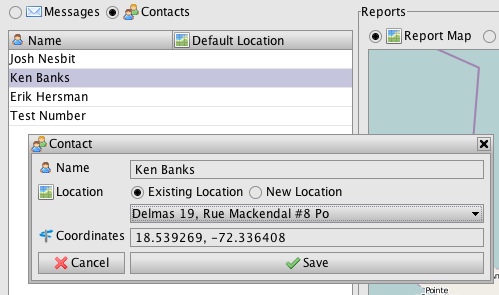 Messages Contacts
Reports
Name Default Location
Report Map
Josh Nesbit
Ken Banks
Erik Hersman
Test Number
Contact
Name Ken Banks
Location Existing Location New Location
Delmas 19, Rue Mackendal #8 Po
Coordinates 18.539269, -72.336408
Cancel Save
Pointe